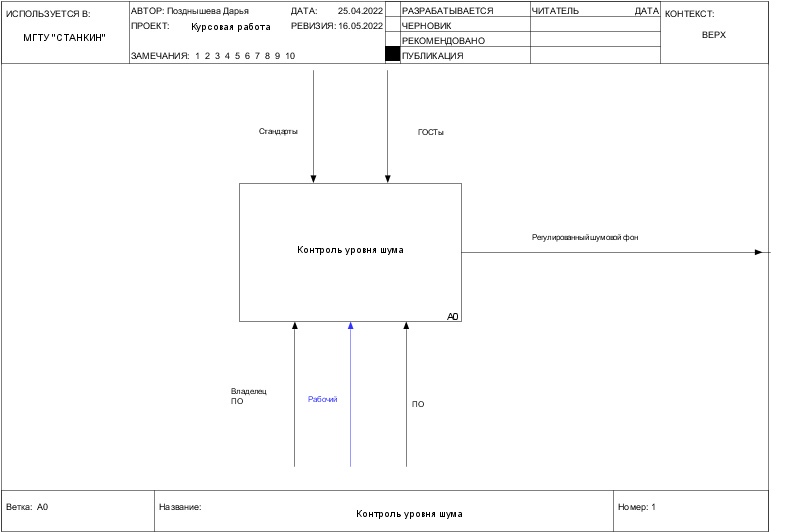 ИСПОЛЬЗУЕТСЯ В:
МГТУ "СТАНКИН"
АВТОР: Позднышева Дарья
ДАТА: 25.04.2022
ПРОЕКТ: Курсовая работа
РЕВИЗИЯ: 16.05.2022
ЗАМЕЧАНИЯ: 1 2 3 4 5 6 7 8 9 10
РАЗРАБАТЫВАЕТСЯ
ЧЕРНОВИК
РЕКОМЕНДОВАНО
ПУБЛИКАЦИЯ
ЧИТАТЕЛЬ ДАТА
КОНТЕКСТ:
ВЕРХ
Стандарты
ГОСТы
Контроль уровня шума
A0
Регулированный шумовой фон
Владелец
ПО
Рабочий
ПО
Ветка: A0
Название:
Контроль уровня шума
Номер: 1